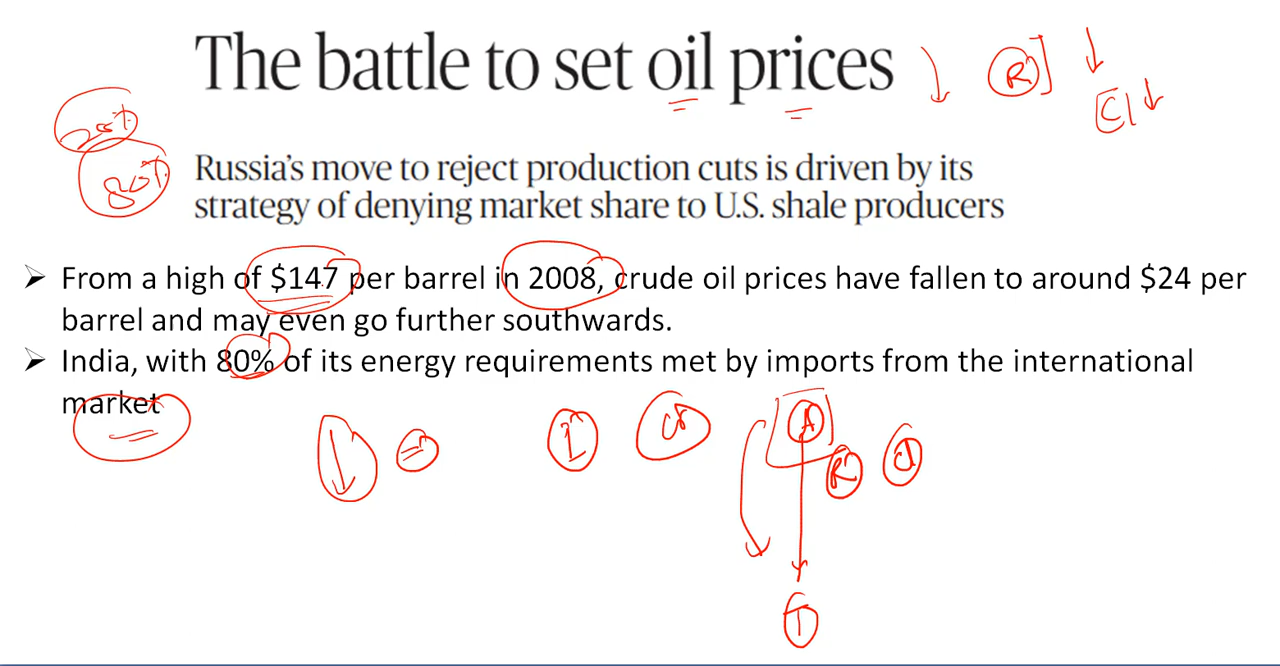 The battle to set oil prices
R
C
20%
80%
Russia's move to reject production cuts is driven by its
strategy of denying market share to U.S. shale producers
➢ From a high of $147 per barrel in 2008, crude oil prices have fallen to around $24 per
barrel and may even go further southwards.
➢ India, with 80% of its energy requirements met by imports from the international
market
I
A
R
T